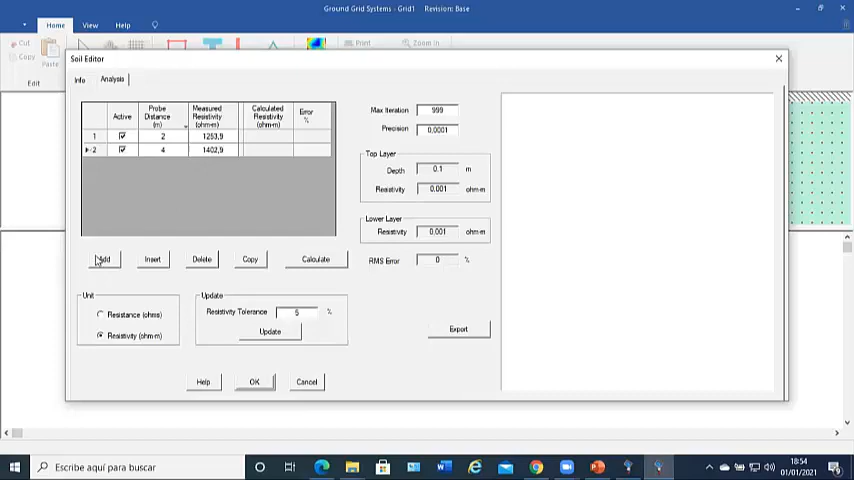 Ground Grid Systems - Grid1 Revision: Base
Home View Help
Cut
Copy
Paste
Edit
Print
Zoom In
Soil Editor
Info Analysis
Active Probe Distance (m) Measured Resistivity (ohm-m) Calculated Resistivity (ohm-m) Error %
1 2 1253,9
2 4 1402,9
Add Insert Delete Copy Calculate
Max Iteration 999
Precision 0,0001
Top Layer
Depth 0.1 m
Resistivity 0.001 ohm-m
Lower Layer
Resistivity 0.001 ohm-m
RMS Error 0 %
Unit
Resistance (ohms)
Resistivity (ohm-m)
Update
Resistivity Tolerance 5 %
Update
Export
Help OK Cancel
Escribe aquí para buscar
18:54
01/01/2021